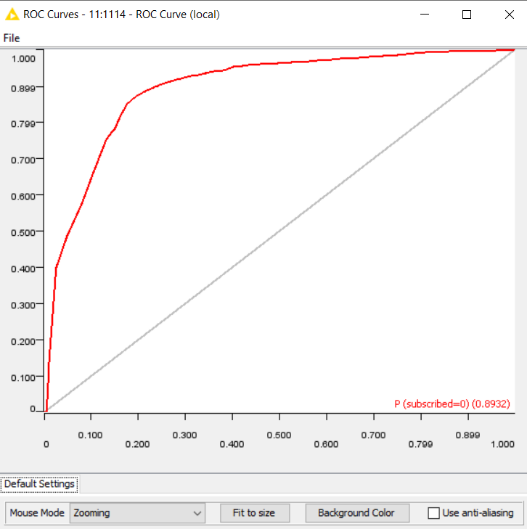 ROC Curves - 11:1114 - ROC Curve (local)
File
1.000
0.899
0.799
0.700
0.600
0.500
0.400
0.300
0.200
0.100
0
P (subscribed=0) (0.8932)
0.100 0.300 0.500 0.700 0.899
0 0.200 0.400 0.600 0.799 1.000
Default Settings
Mouse Mode Zooming Fit to size Background Color Use anti-aliasing